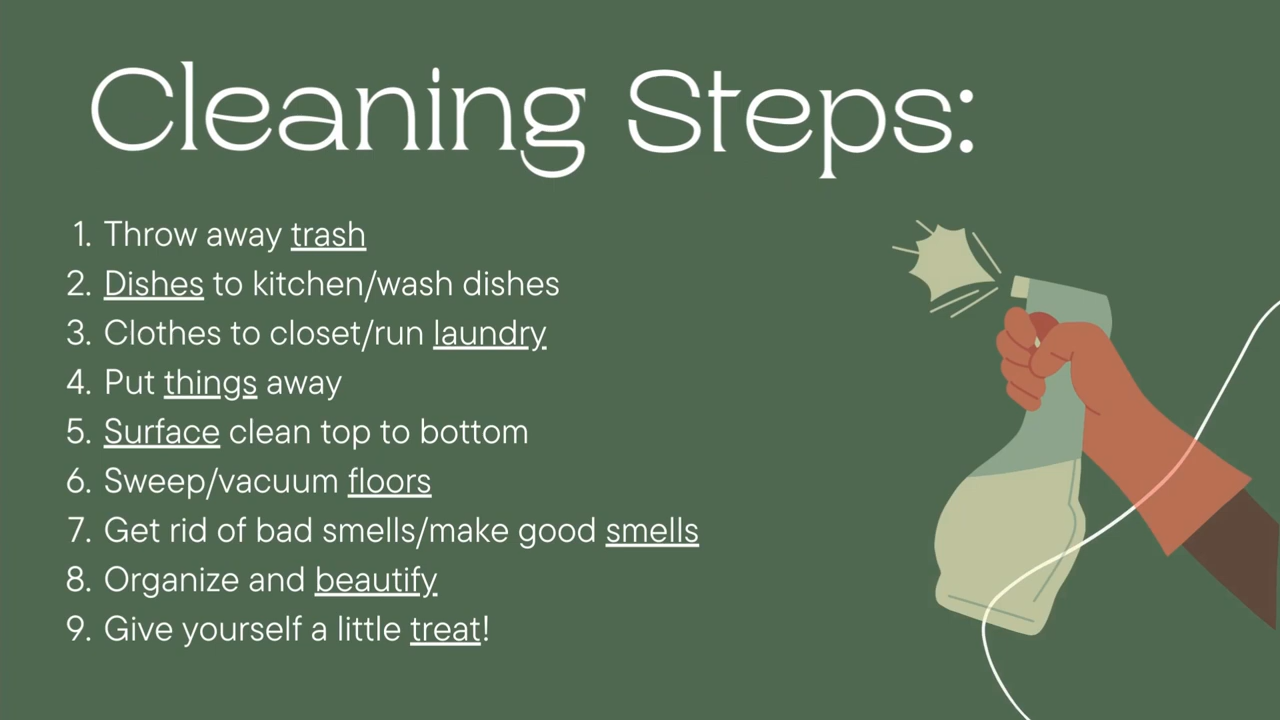 Cleaning Steps:
1. Throw away trash
2. Dishes to kitchen/wash dishes
3. Clothes to closet/run laundry
4. Put things away
5. Surface clean top to bottom
6. Sweep/vacuum floors
7. Get rid of bad smells/make good smells
8. Organize and beautify
9. Give yourself a little treat!